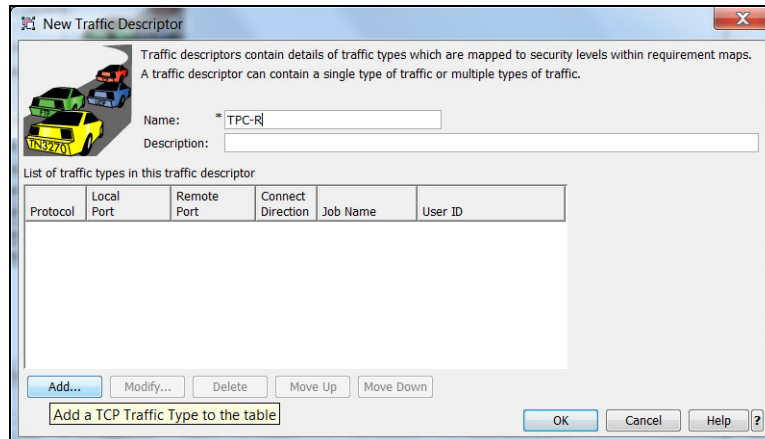 New Traffic Descriptor
Traffic descriptors contain details of traffic types which are mapped to security levels within requirement maps.
A traffic descriptor can contain a single type of traffic or multiple types of traffic.
Name: * TPC-R
Description:
TN3270
List of traffic types in this traffic descriptor
Protocol Local Port Remote Port Connect Direction Job Name User ID
Add... Modify... Delete Move Up Move Down
Add a TCP Traffic Type to the table
OK Cancel Help ?